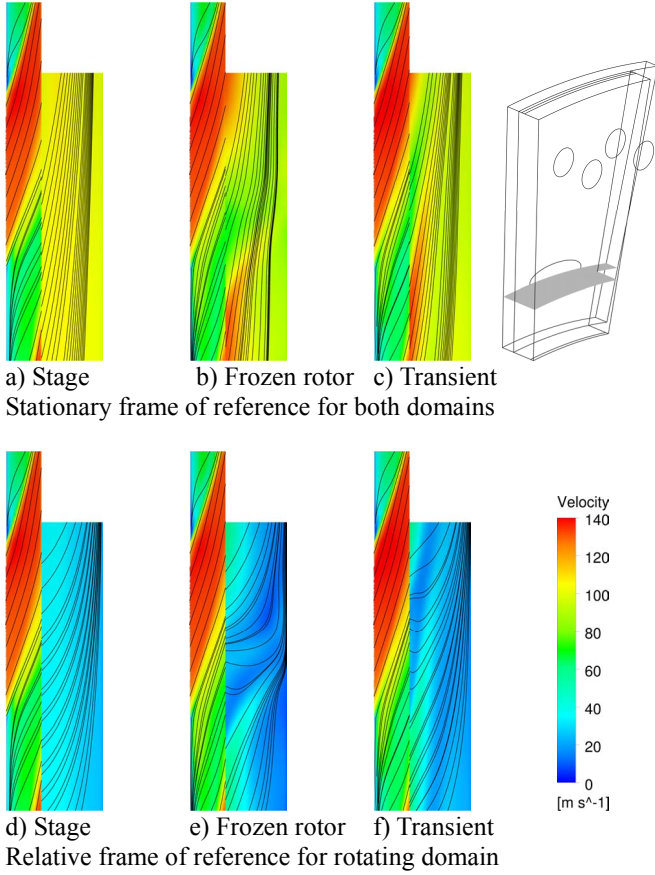 a) Stage b) Frozen rotor c) Transient
Stationary frame of reference for both domains
Velocity
140
120
100
80
60
40
20
0
[m s^-1]
d) Stage e) Frozen rotor f) Transient
Relative frame of reference for rotating domain